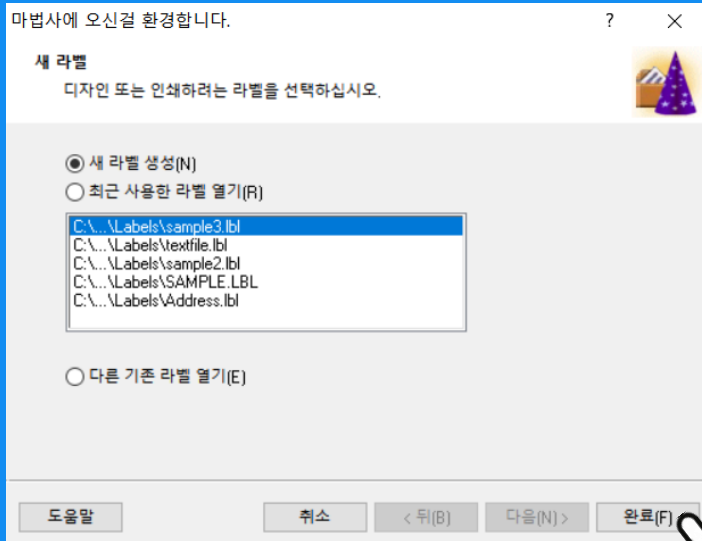 마법사에 오신걸 환경합니다.
?
새 라벨
디자인 또는 인쇄하려는 라벨을 선택하십시오.
새 라벨 생성(N)
최근 사용한 라벨 열기(R)
C:\...\Labels\sample3.lbl
C:\...\Labels\textfile.lbl
C:\...\Labels\sample2.lbl
C:\...\Labels\SAMPLE.LBL
C:\...\Labels\Address.lbl
다른 기존 라벨 열기(E)
도움말 취소 < 뒤(B) 다음(N) > 완료(F)